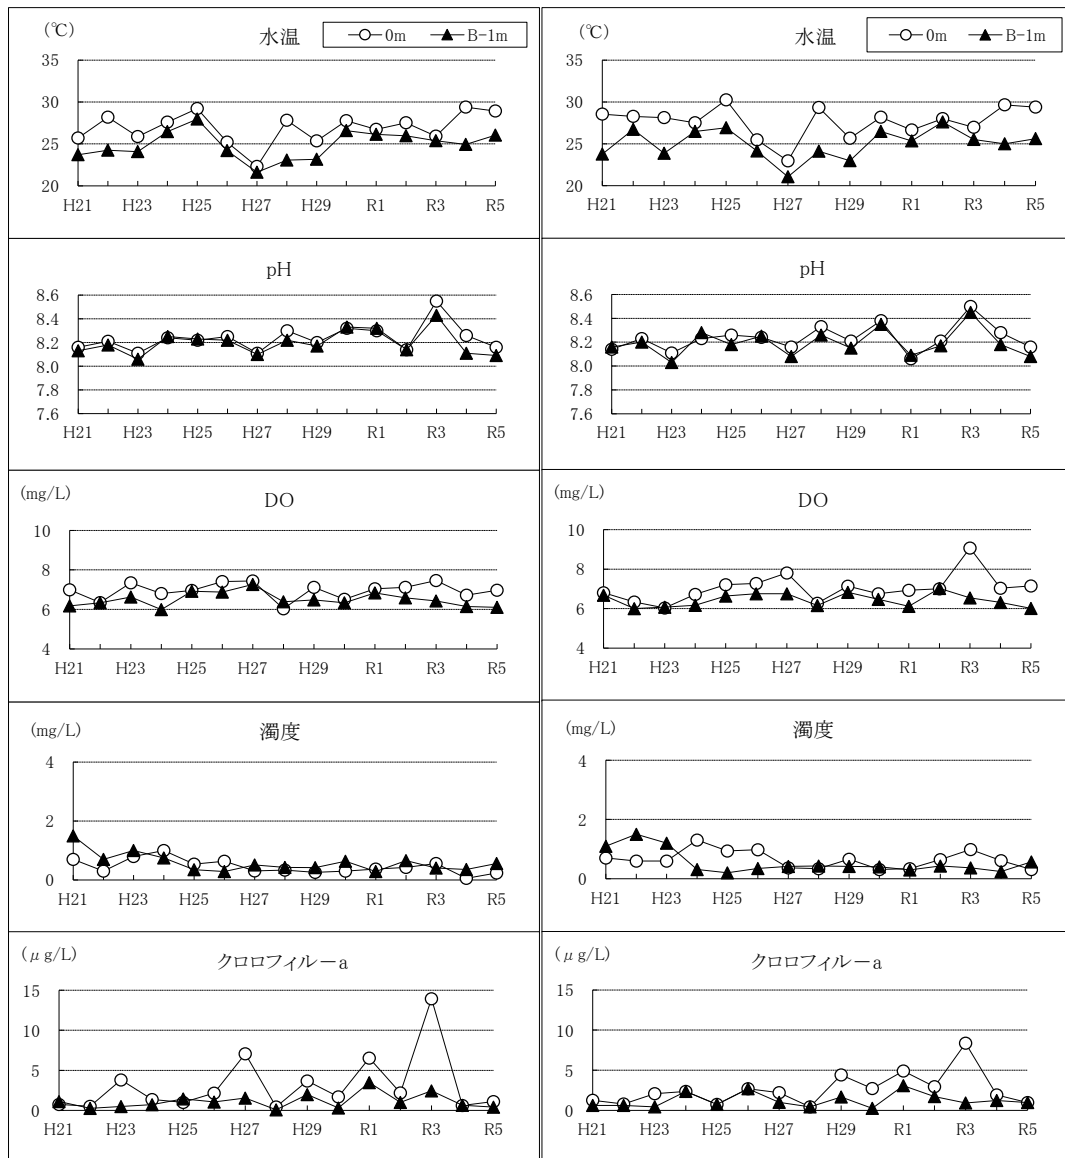 (℃)
水温
0m
B-1m
35
30
25
20
H21 H23 H25 H27 H29 R1 R3 R5
pH
8.6
8.4
8.2
8.0
7.8
7.6
H21 H23 H25 H27 H29 R1 R3 R5
(mg/L)
DO
10
8
6
4
H21 H23 H25 H27 H29 R1 R3 R5
(mg/L)
濁度
4
2
0
H21 H23 H25 H27 H29 R1 R3 R5
(μg/L)
クロロフィルーa
15
10
5
0
H21 H23 H25 H27 H29 R1 R3 R5
(℃)
水温
0m
B-1m
35
30
25
20
H21 H23 H25 H27 H29 R1 R3 R5
pH
8.6
8.4
8.2
8.0
7.8
7.6
H21 H23 H25 H27 H29 R1 R3 R5
(mg/L)
DO
10
8
6
4
H21 H23 H25 H27 H29 R1 R3 R5
(mg/L)
濁度
4
2
0
H21 H23 H25 H27 H29 R1 R3 R5
(μg/L)
クロロフィルーa
15
10
5
0
H21 H23 H25 H27 H29 R1 R3 R5